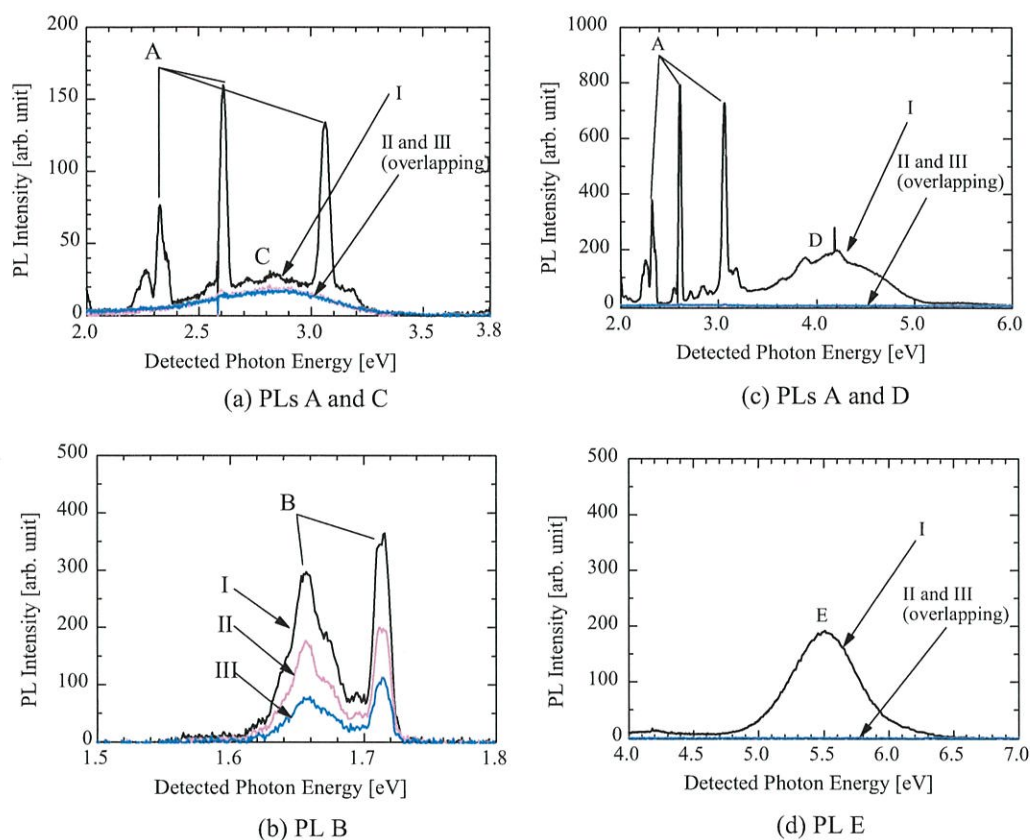 200
150
100
50
0
PL Intensity [arb. unit]
A
I
II and III
(overlapping)
C
2.0
2.5
3.0
3.5
3.8
Detected Photon Energy [eV]
(a) PLs A and C
1000
800
600
400
200
0
PL Intensity [arb. unit]
A
I
II and III
(overlapping)
D
2.0
3.0
4.0
5.0
6.0
Detected Photon Energy [eV]
(c) PLs A and D
500
400
300
200
100
0
PL Intensity [arb. unit]
B
I
II
III
1.5
1.6
1.7
1.8
Detected Photon Energy [eV]
(b) PL B
500
400
300
200
100
0
PL Intensity [arb. unit]
I
II and III
(overlapping)
E
4.0
5.0
5.5
6.0
6.5
7.0
Detected Photon Energy [eV]
(d) PL E